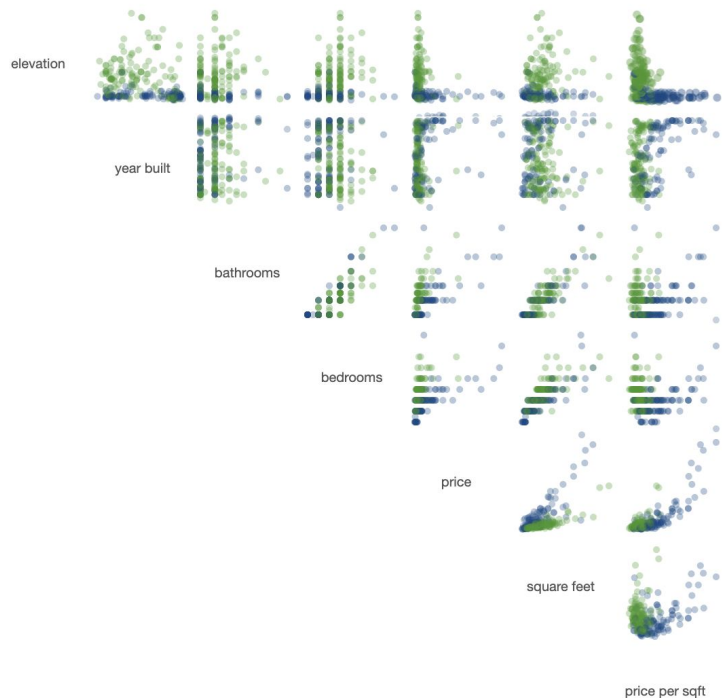 elevation
year built
bathrooms
bedrooms
price
square feet
price per sqft